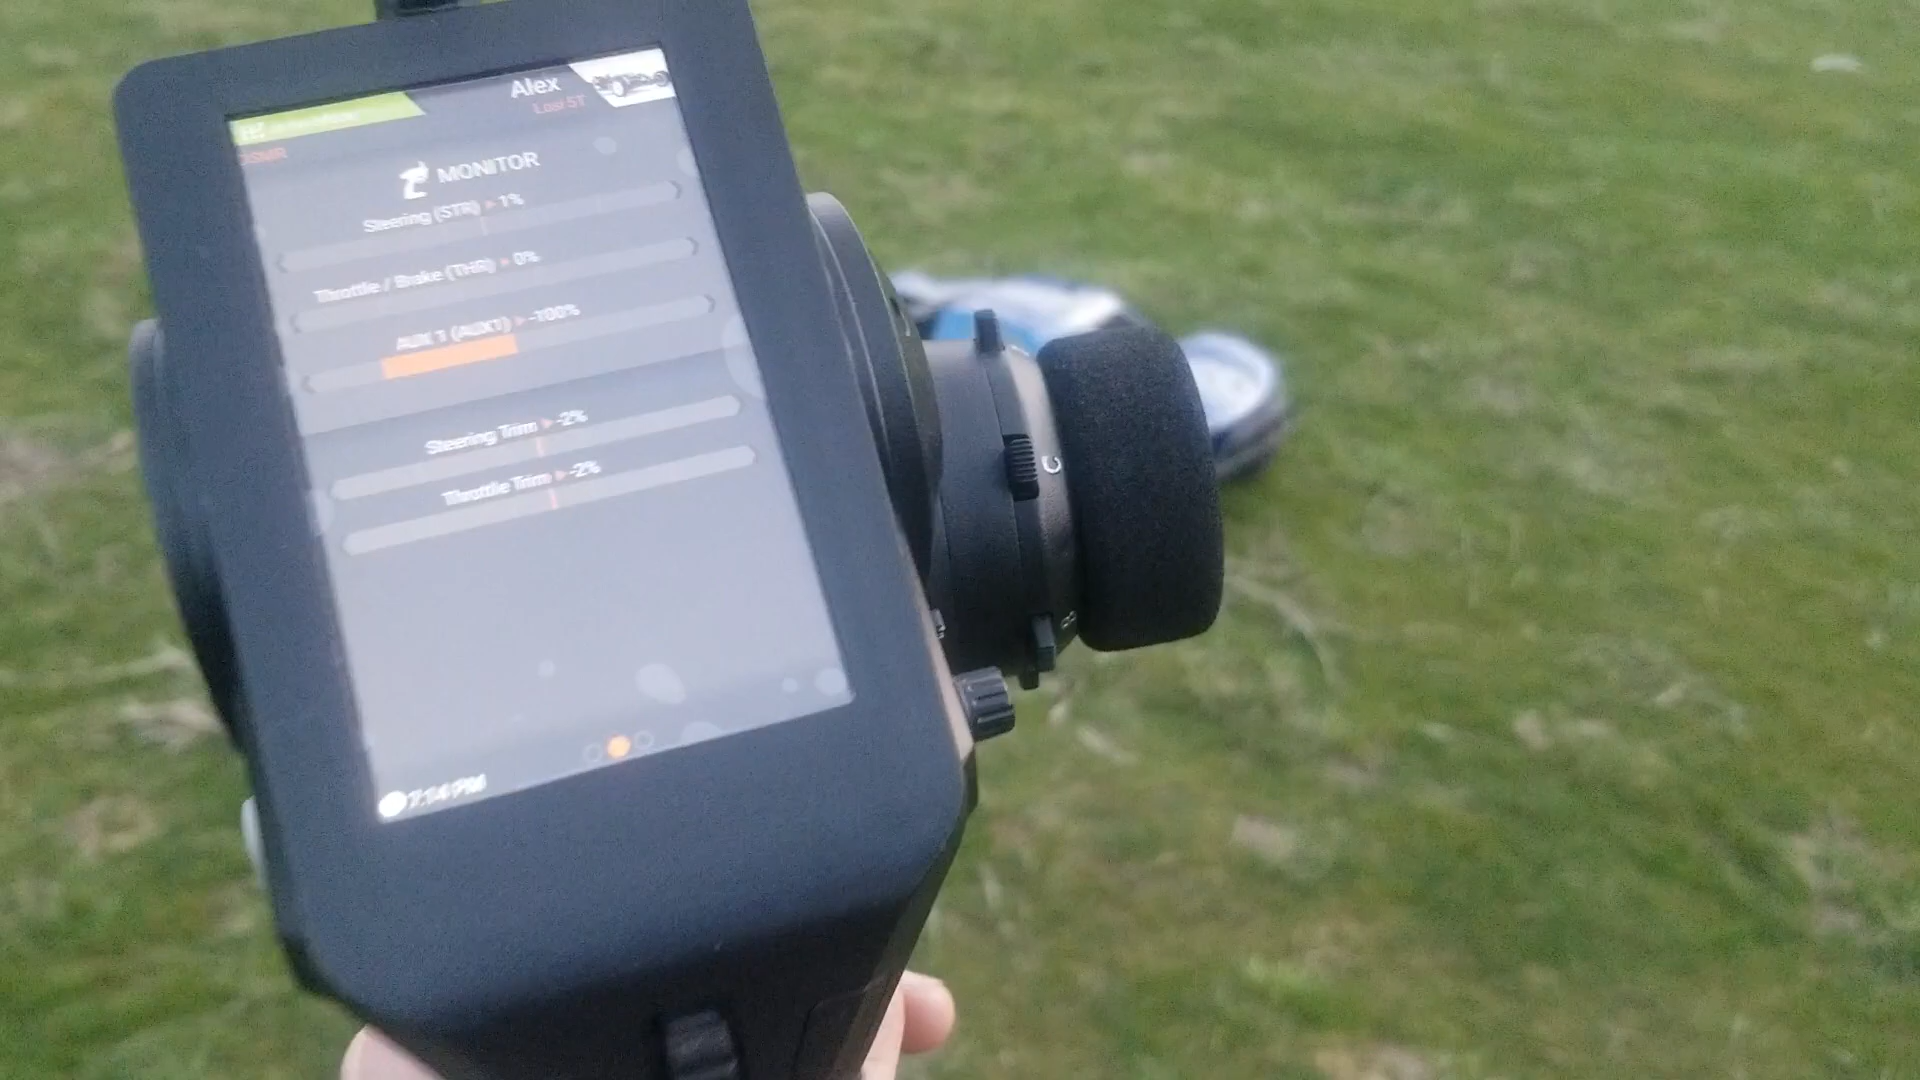 Alex
Losi 5T
DSMR
MONITOR
Steering (STR) ▸ 1%
Throttle / Brake (THR) ▸ 0%
AUX 1 (AUX1) ▸ -100%
Steering Trim ▸ -2%
Throttle Trim ▸ -2%
7:14 PM
C
B